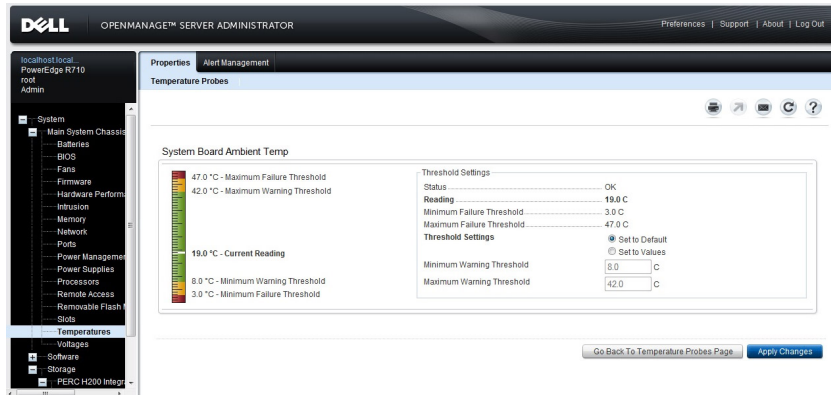 DELL OPENMANAGE™ SERVER ADMINISTRATOR
Preferences | Support | About | Log Out
localhost.local...
PowerEdge R710
root
Admin
Properties Alert Management
Temperature Probes
System
Main System Chassis
Batteries
BIOS
Fans
Firmware
Hardware Performa
Intrusion
Memory
Network
Ports
Power Managemen
Power Supplies
Processors
Remote Access
Removable Flash M
Slots
Temperatures
Voltages
Software
Storage
PERC H200 Integra
System Board Ambient Temp
47.0 °C - Maximum Failure Threshold
42.0 °C - Maximum Warning Threshold
19.0 °C - Current Reading
8.0 °C - Minimum Warning Threshold
3.0 °C - Minimum Failure Threshold
Threshold Settings
Status OK
Reading 19.0 C
Minimum Failure Threshold 3.0 C
Maximum Failure Threshold 47.0 C
Threshold Settings Set to Default
Set to Values
Minimum Warning Threshold 8.0 C
Maximum Warning Threshold 42.0 C
Go Back To Temperature Probes Page Apply Changes